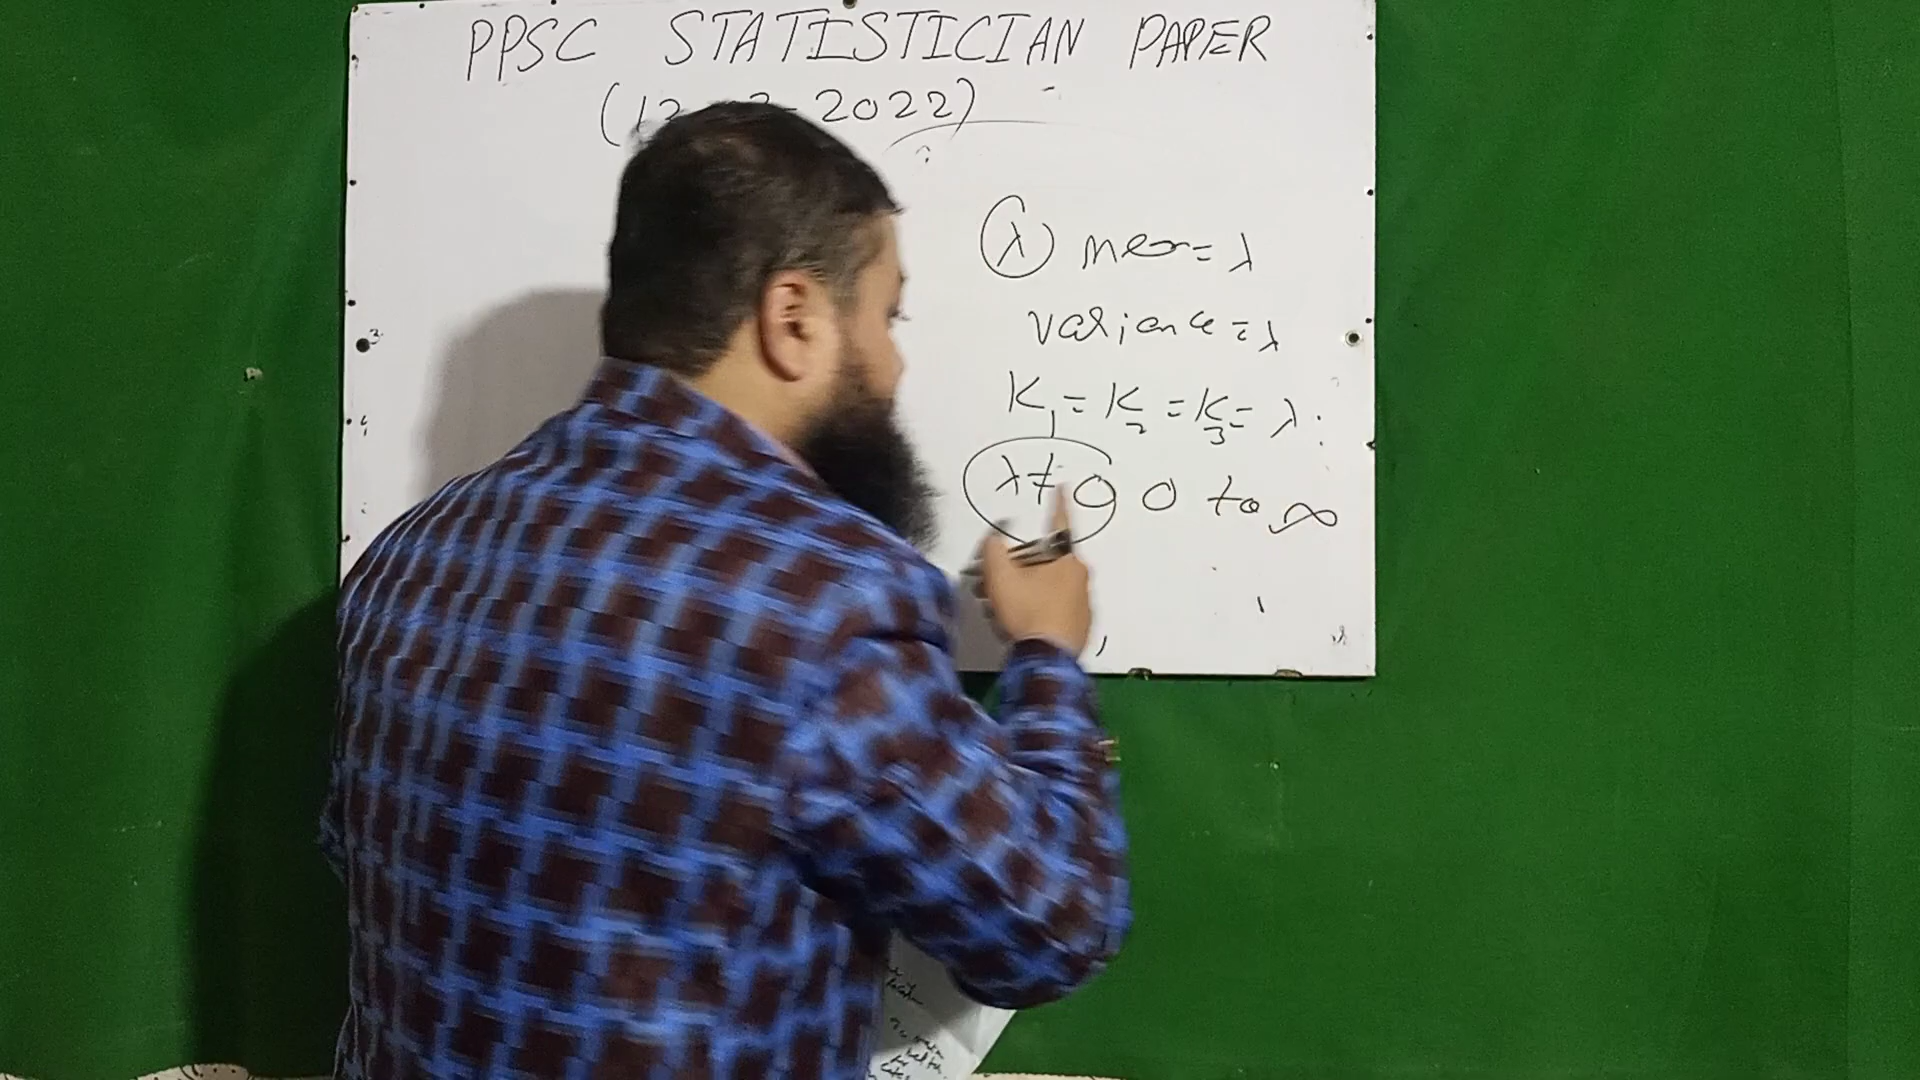 PPSC STATISTICIAN PAPER
2022)
λ mean = λ
variance = λ
K1 = K2 = K3 = λ
λ ≠ 0 0 to ∞